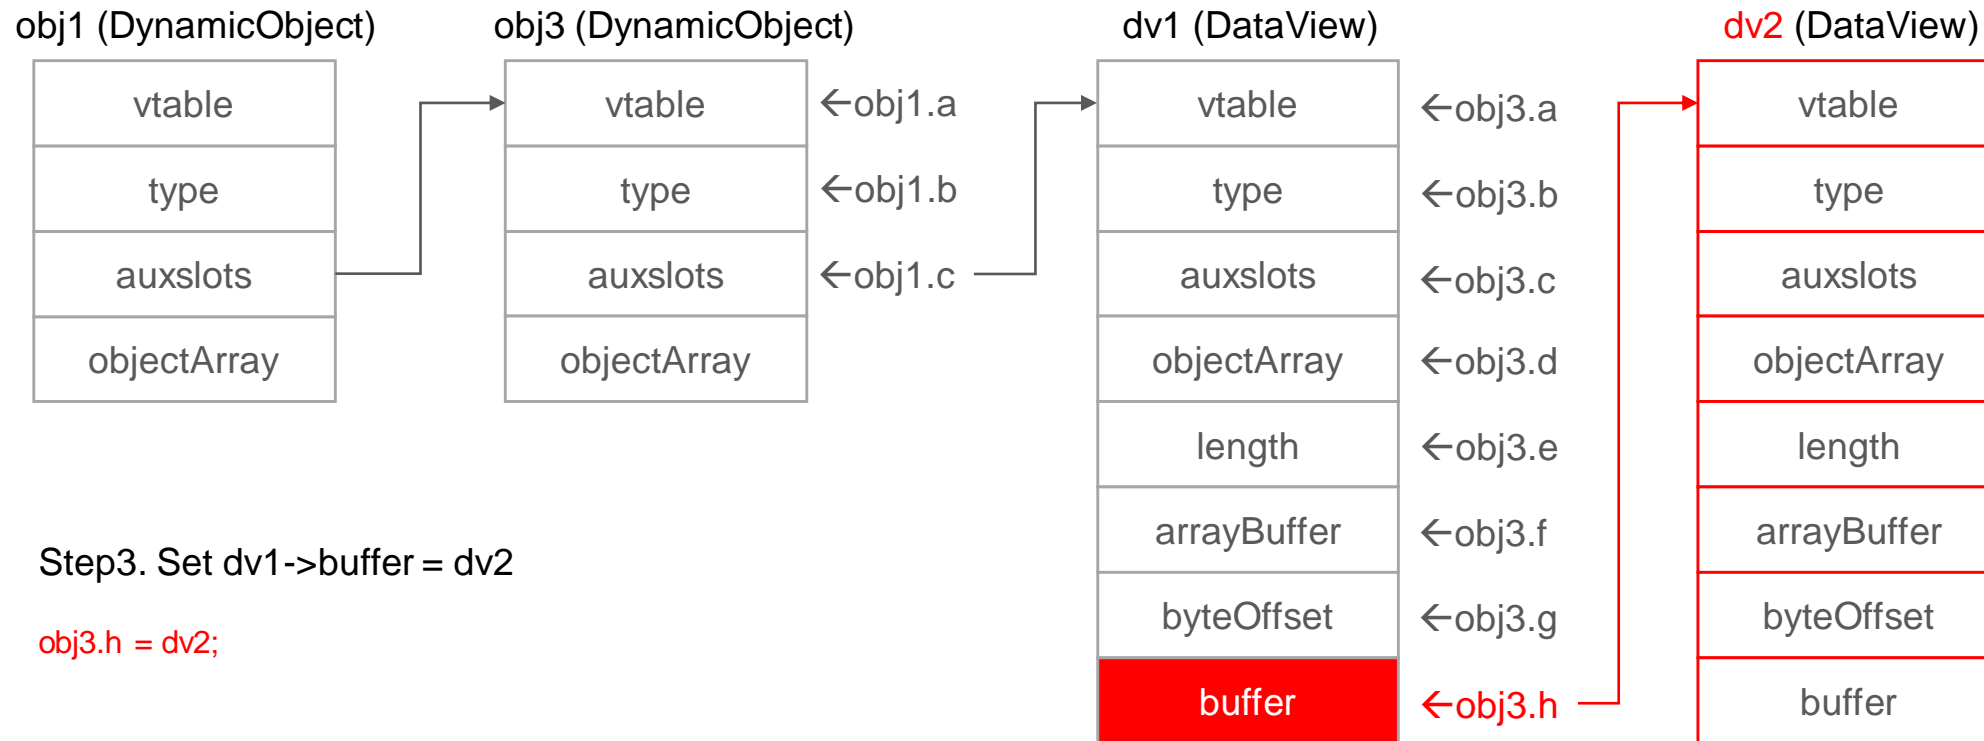 obj1 (DynamicObject)
obj3 (DynamicObject)
dv1 (DataView)
dv2 (DataView)
vtable
type
auxslots
objectArray
vtable
type
auxslots
objectArray
←obj1.a
←obj1.b
←obj1.c
vtable
type
auxslots
objectArray
length
arrayBuffer
byteOffset
buffer
←obj3.a
←obj3.b
←obj3.c
←obj3.d
←obj3.e
←obj3.f
←obj3.g
←obj3.h
vtable
type
auxslots
objectArray
length
arrayBuffer
byteOffset
buffer
Step3. Set dv1->buffer = dv2
obj3.h = dv2;